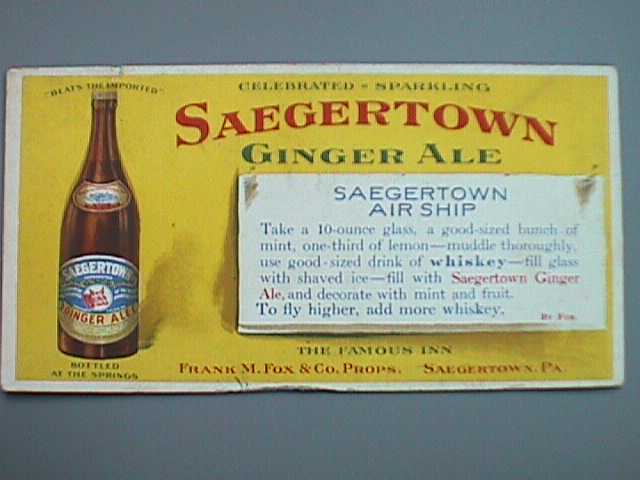 "BEATS THE IMPORTED"
CELEBRATED - SPARKLING
SAEGERTOWN
GINGER ALE
SAEGERTOWN
AIR SHIP
Take a 10-ounce glass, a good-sized bunch of
mint, one-third of lemon—muddle thoroughly,
use good-sized drink of whiskey—fill glass
with shaved ice—fill with Saegertown Ginger
Ale, and decorate with mint and fruit.
To fly higher, add more whiskey.
By Fox.
SAEGERTOWN
GINGER ALE
BOTTLED
AT THE SPRINGS
THE FAMOUS INN
FRANK M. FOX & CO. PROPS. SAEGERTOWN, PA.